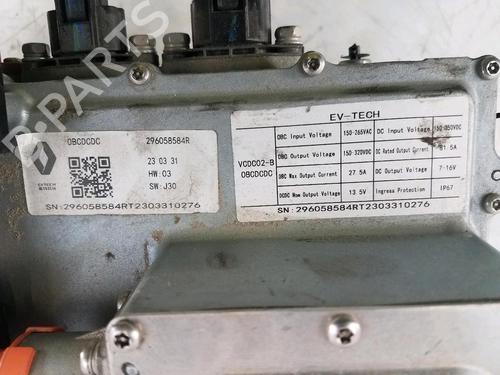 B-PARTS
OBCDCDC 296058584R
23 03 31
HW:03
SW:J30
EVTECH
SN:296058584RT2303310276
EV-TECH
VCDC02-B
OBCDCDC
OBC Input Voltage 150-265VAC DC Input Voltage
OBC Output Voltage 150-320VDC DC Rated Output Current
OBC Max Output Current 27.5A DC Output Voltage 7-16V
DCDC Nom Output Voltage 13.5V Ingress Protection IP67
SN:296058584RT2303310276